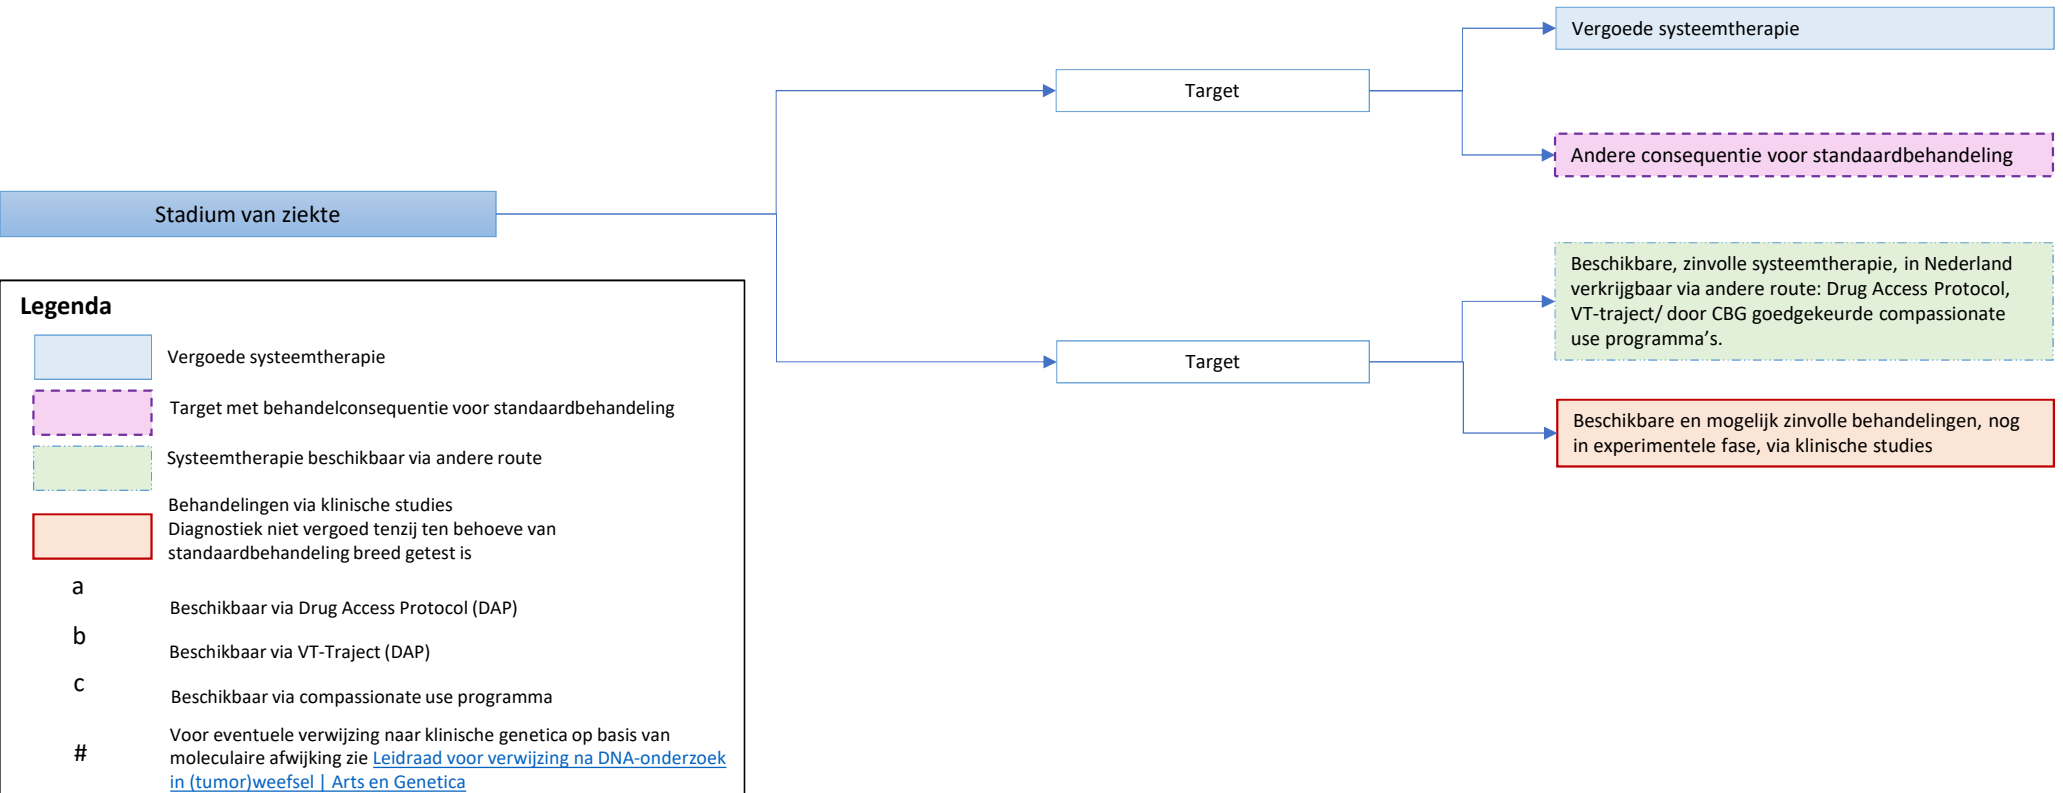 Vergoede systeemtherapie
Target
Andere consequentie voor standaardbehandeling
Stadium van ziekte
Beschikbare, zinvolle systeemtherapie, in Nederland
verkrijgbaar via andere route: Drug Access Protocol,
VT-traject/ door CBG goedgekeurde compassionate
use programma's.
Target
Beschikbare en mogelijk zinvolle behandelingen, nog
in experimentele fase, via klinische studies
Legenda
Vergoede systeemtherapie
Target met behandelconsequentie voor standaardbehandeling
Systeemtherapie beschikbaar via andere route
Behandelingen via klinische studies
Diagnostiek niet vergoed tenzij ten behoeve van
standaardbehandeling breed getest is
a
Beschikbaar via Drug Access Protocol (DAP)
b
Beschikbaar via VT-Traject (DAP)
c
Beschikbaar via compassionate use programma
#
Voor eventuele verwijzing naar klinische genetica op basis van
moleculaire afwijking zie Leidraad voor verwijzing na DNA-onderzoek
in (tumor)weefsel | Arts en Genetica